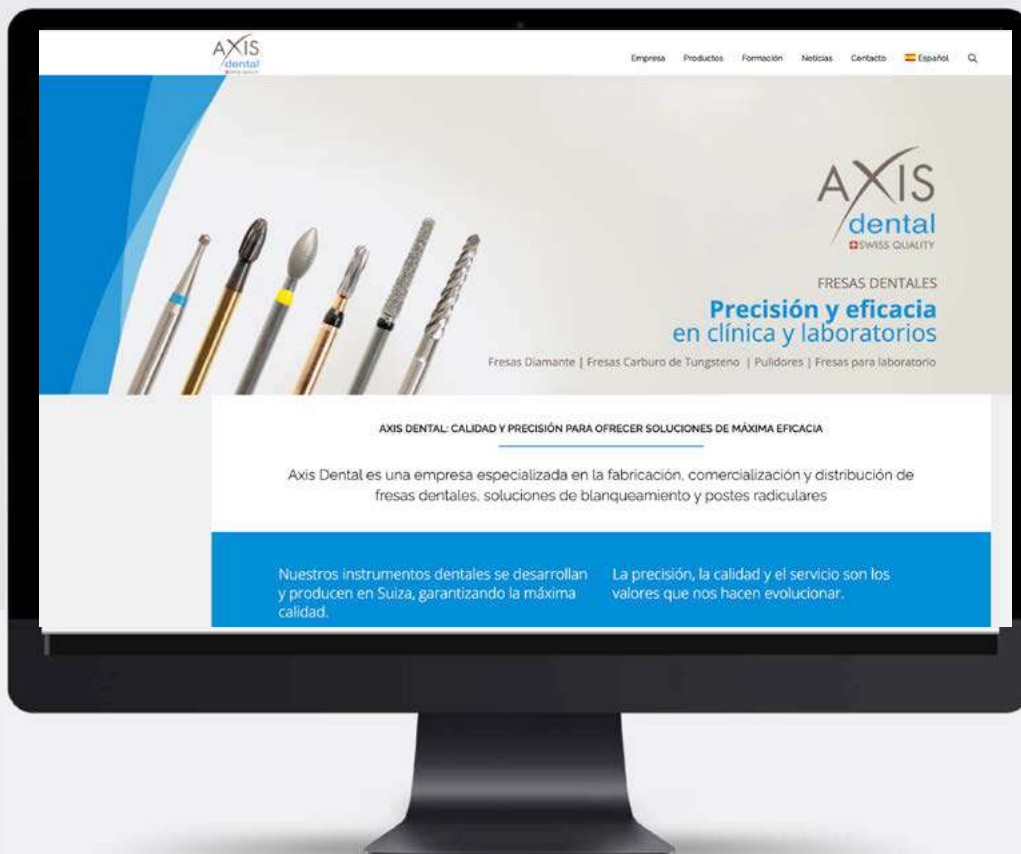 AXIS
dental
Empresa Productos Formación Noticias Contacto Español
AXIS
dental
SWISS QUALITY
FRESAS DENTALES
Precisión y eficacia
en clínica y laboratorios
Fresas Diamante | Fresas Carburo de Tungsteno | Pulidores | Fresas para laboratorio
AXIS DENTAL: CALIDAD Y PRECISIÓN PARA OFRECER SOLUCIONES DE MÁXIMA EFICACIA
Axis Dental es una empresa especializada en la fabricación, comercialización y distribución de
fresas dentales, soluciones de blanqueamiento y postes radiculares
Nuestros instrumentos dentales se desarrollan
y producen en Suiza, garantizando la máxima
calidad.
La precisión, la calidad y el servicio son los
valores que nos hacen evolucionar.